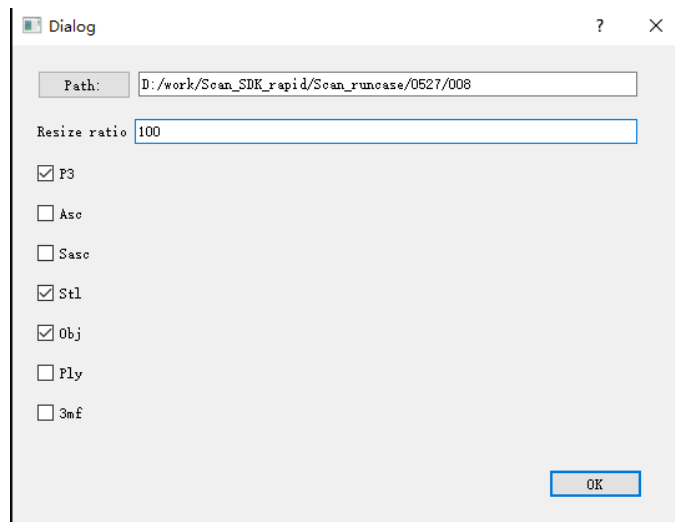 Dialog ?
Path: D:/work/Scan_SDK_rapid/Scan_runcase/0527/008
Resize ratio 100
P3
Asc
Sasc
Stl
Obj
Ply
3mf
OK